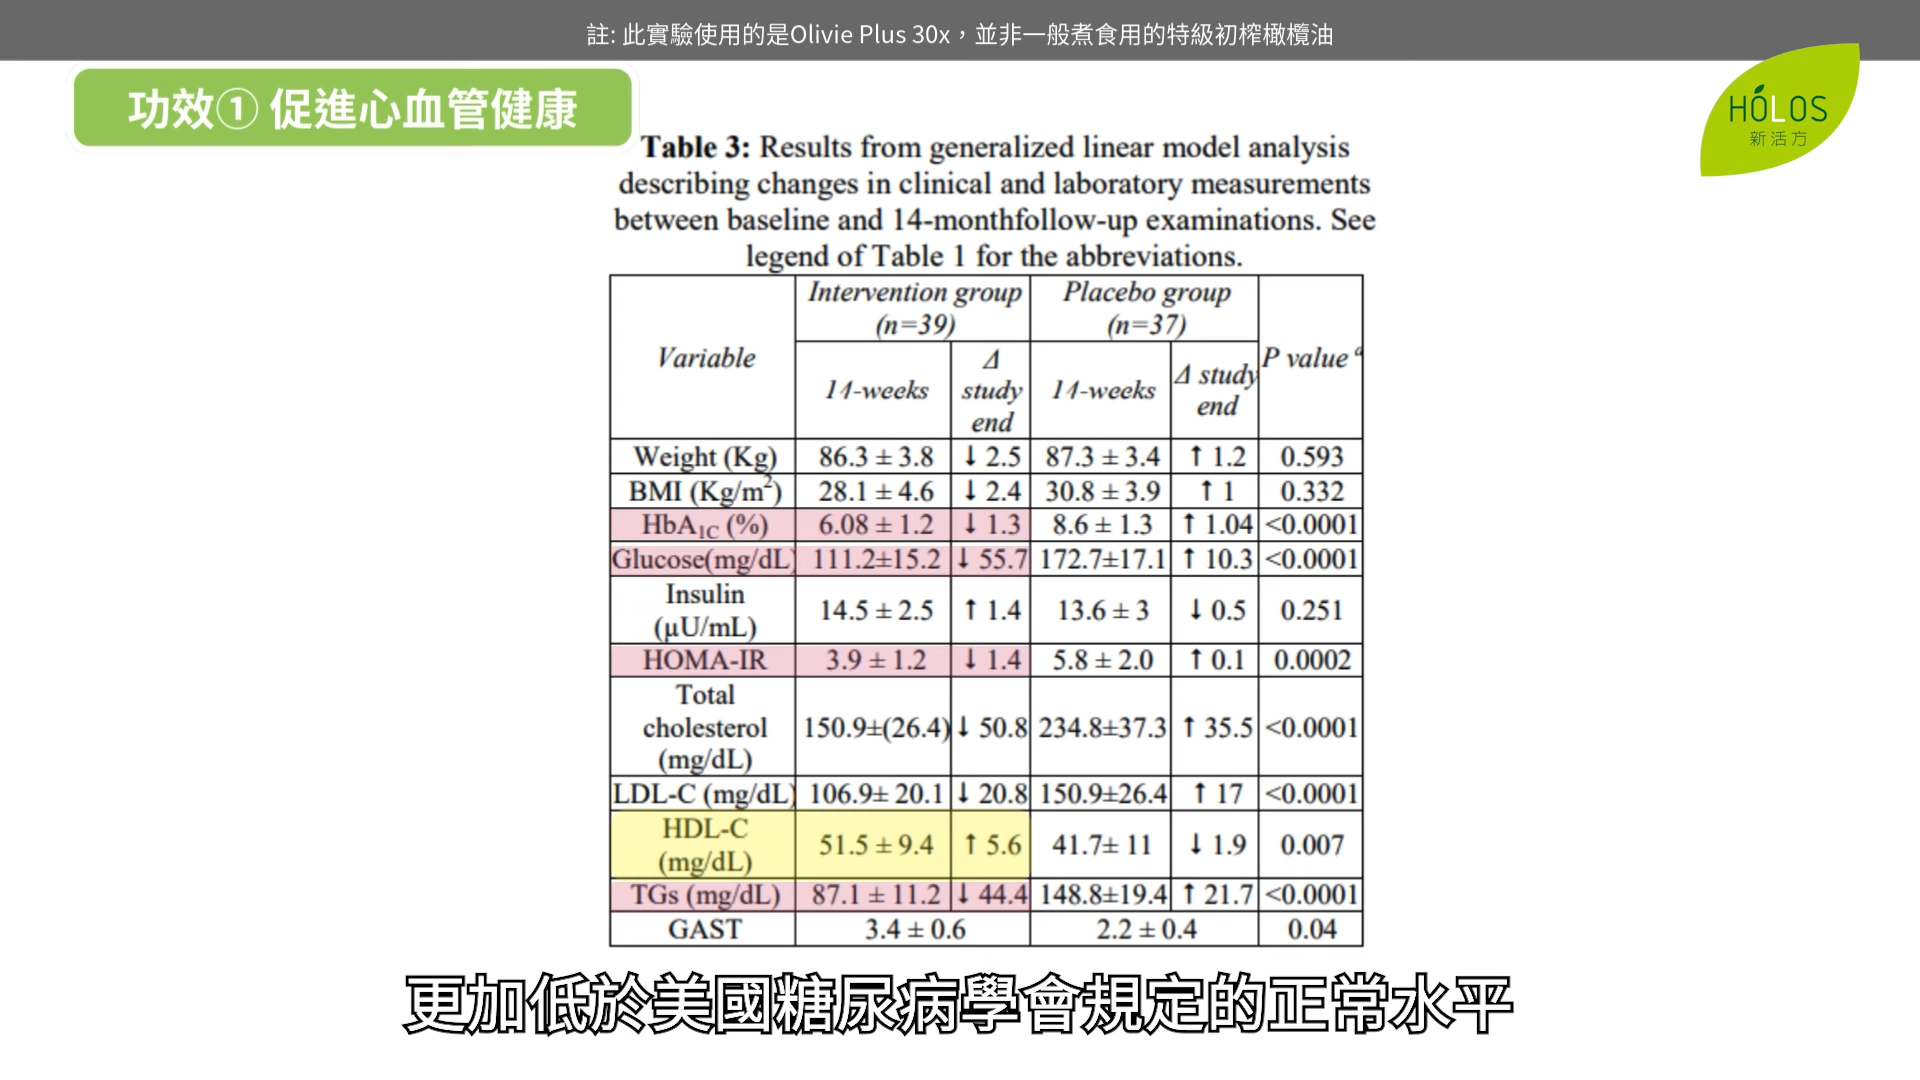 註: 此實驗使用的是Olivie Plus 30x，並非一般煮食用的特級初榨橄欖油
功效① 促進心血管健康
HOLOS
新活方
Table 3: Results from generalized linear model analysis
describing changes in clinical and laboratory measurements
between baseline and 14-monthfollow-up examinations. See
legend of Table 1 for the abbreviations.
Variable | Intervention group (n=39) | Placebo group (n=37) | P value a
14-weeks | Δ study end | 14-weeks | Δ study end
Weight (Kg) | 86.3 ± 3.8 | ↓ 2.5 | 87.3 ± 3.4 | ↑ 1.2 | 0.593
BMI (Kg/m²) | 28.1 ± 4.6 | ↓ 2.4 | 30.8 ± 3.9 | ↑ 1 | 0.332
HbA1C (%) | 6.08 ± 1.2 | ↓ 1.3 | 8.6 ± 1.3 | ↑ 1.04 | <0.0001
Glucose(mg/dL) | 111.2±15.2 | ↓ 55.7 | 172.7±17.1 | ↑ 10.3 | <0.0001
Insulin (µU/mL) | 14.5 ± 2.5 | ↑ 1.4 | 13.6 ± 3 | ↓ 0.5 | 0.251
HOMA-IR | 3.9 ± 1.2 | ↓ 1.4 | 5.8 ± 2.0 | ↑ 0.1 | 0.0002
Total cholesterol (mg/dL) | 150.9±(26.4) | ↓ 50.8 | 234.8±37.3 | ↑ 35.5 | <0.0001
LDL-C (mg/dL) | 106.9± 20.1 | ↓ 20.8 | 150.9±26.4 | ↑ 17 | <0.0001
HDL-C (mg/dL) | 51.5 ± 9.4 | ↑ 5.6 | 41.7± 11 | ↓ 1.9 | 0.007
TGs (mg/dL) | 87.1 ± 11.2 | ↓ 44.4 | 148.8±19.4 | ↑ 21.7 | <0.0001
GAST | 3.4 ± 0.6 | 2.2 ± 0.4 | 0.04
更加低於美國糖尿病學會規定的正常水平